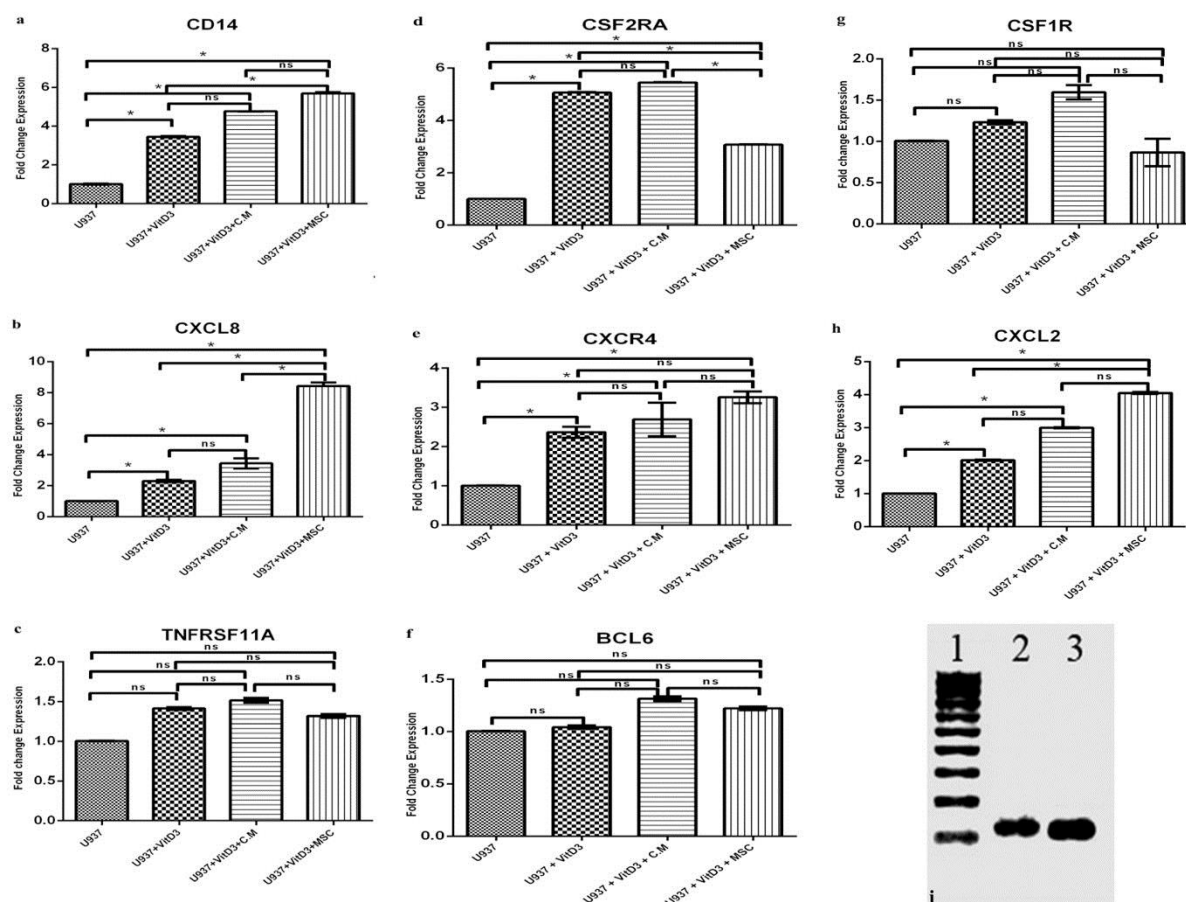 a
CD14
Fold Change Expression
8
6
4
2
0
*
ns
*
*
*
ns
*
U937
U937+VitD3
U937+VitD3+C.M
U937+VitD3+MSC
d
CSF2RA
Fold Change Expression
8
6
4
2
0
*
*
*
*
ns
*
U937
U937 + VitD3
U937 + VitD3 + C.M
U937 + VitD3 + MSC
g
CSF1R
Fold change Expression
2.0
1.5
1.0
0.5
0.0
ns
ns
ns
ns
ns
ns
U937
U937 + VitD3
U937 + VitD3 + C.M
U937 + VitD3 + MSC
b
CXCL8
Fold Change Expression
10
8
6
4
2
0
*
*
*
*
ns
*
U937
U937+VitD3
U937+VitD3+C.M
U937+VitD3+MSC
e
CXCR4
Fold Change Expression
4
3
2
1
0
*
ns
*
ns
ns
*
U937
U937 + VitD3
U937 + VitD3 + C.M
U937 + VitD3 + MSC
h
CXCL2
Fold Change Expression
5
4
3
2
1
0
*
*
ns
*
ns
*
U937
U937 + VitD3
U937 + VitD3 + C.M
U937 + VitD3 + MSC
c
TNFRSF11A
Fold change Expression
2.0
1.5
1.0
0.5
0.0
ns
ns
ns
ns
ns
ns
U937
U937+VitD3
U937+VitD3+C.M
U937+VitD3+MSC
f
BCL6
Fold Change Expression
1.5
1.0
0.5
0.0
ns
ns
ns
ns
ns
ns
U937
U937 + VitD3
U937 + VitD3 + C.M
U937 + VitD3 + MSC
1 2 3
i